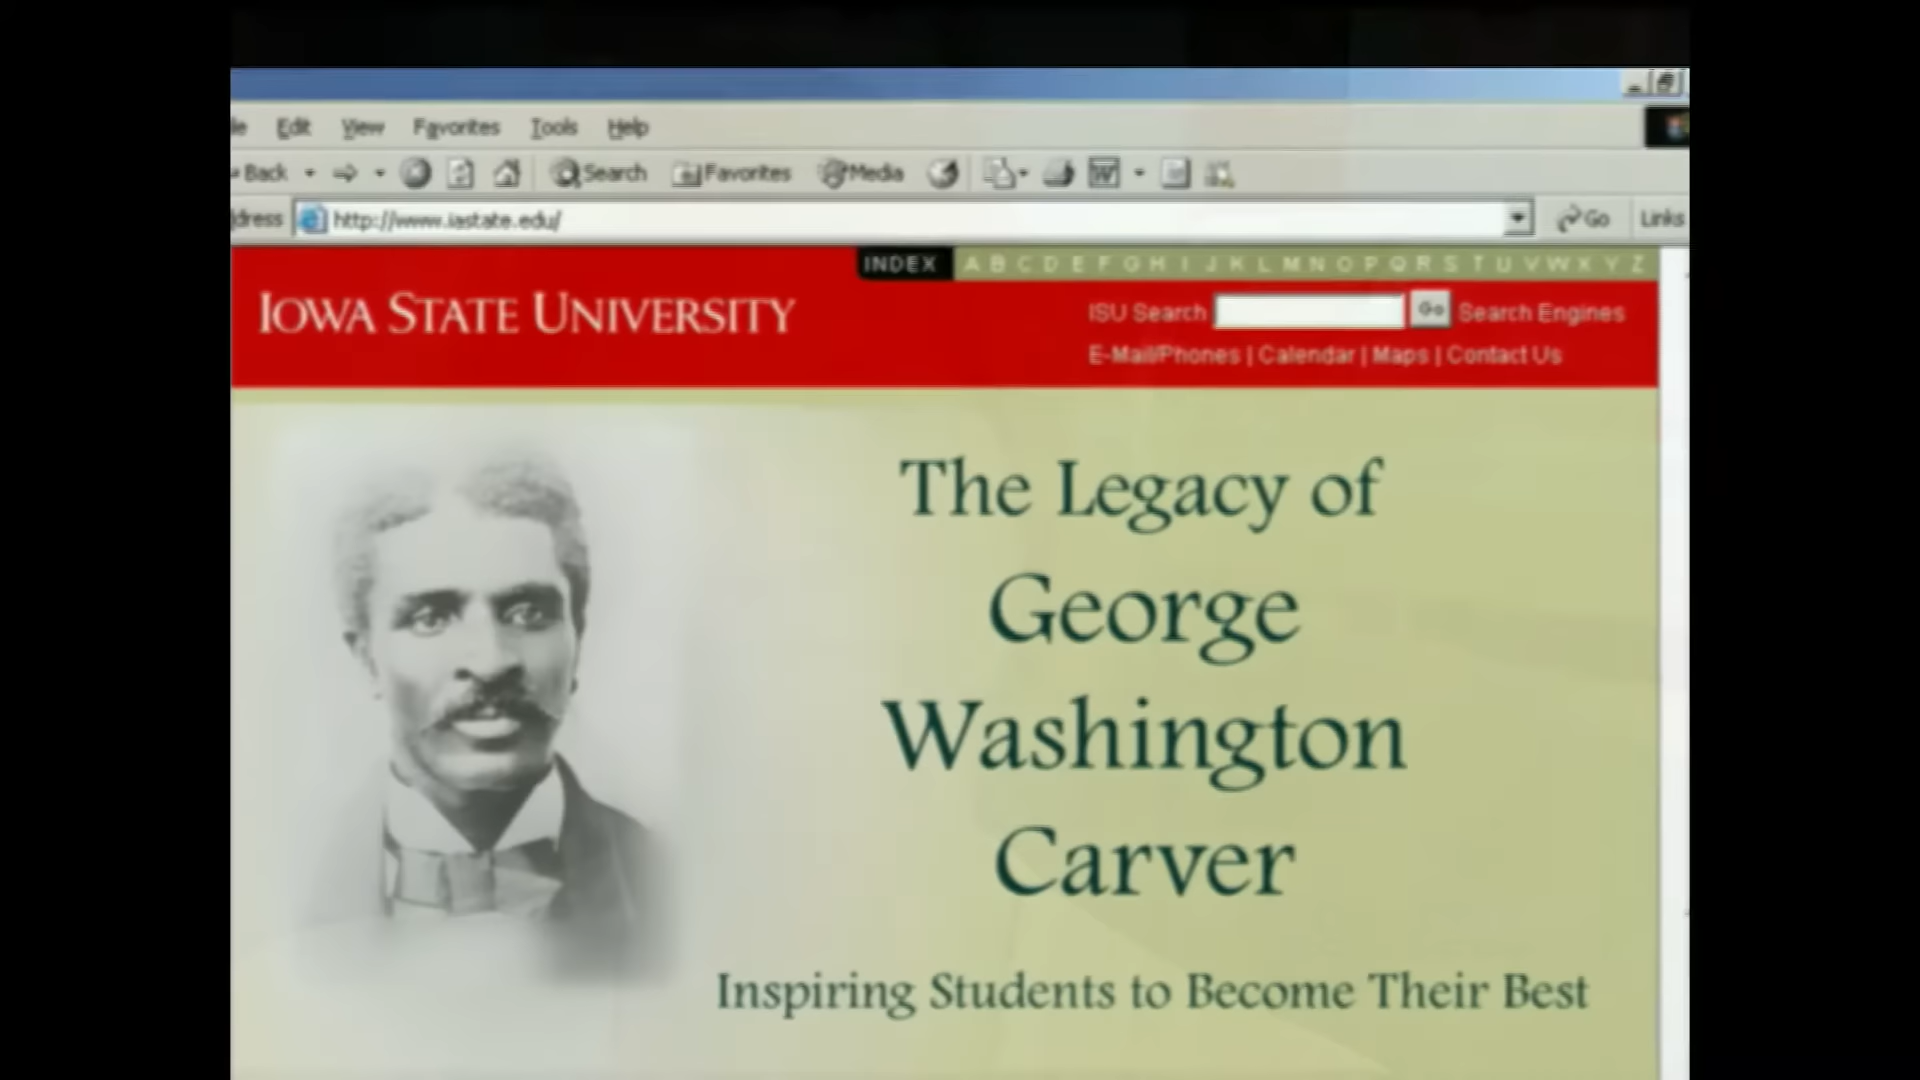 Edit View Favorites Tools Help
Back Search Favorites Media
http://www.iastate.edu/ Go Links
INDEX A B C D E F G H I J K L M N O P Q R S T U V W X Y Z
IOWA STATE UNIVERSITY
ISU Search Go Search Engines
E-Mail/Phones | Calendar | Maps | Contact Us
The Legacy of
George
Washington
Carver
Inspiring Students to Become Their Best